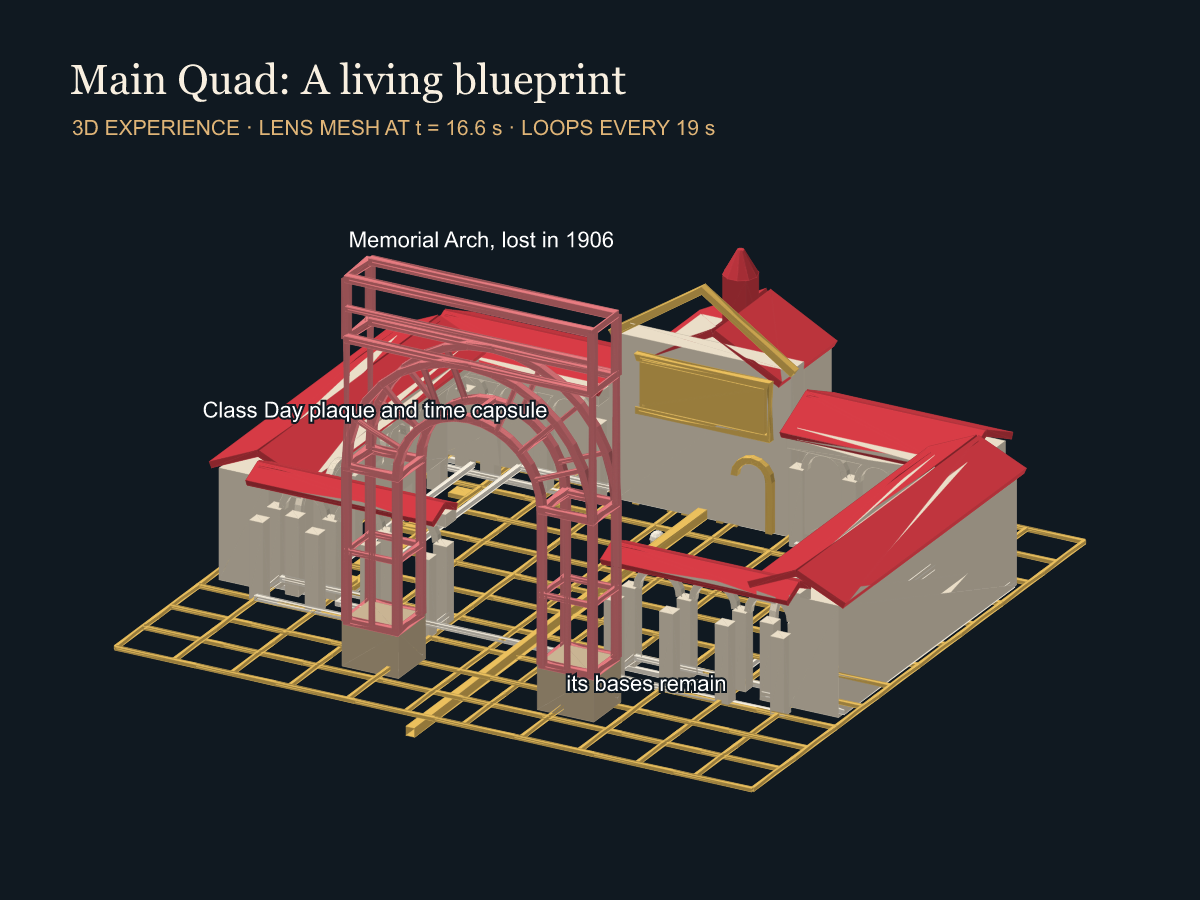 Main Quad: A living blueprint
3D EXPERIENCE · LENS MESH AT t = 16.6 s · LOOPS EVERY 19 s
Memorial Arch, lost in 1906
Class Day plaque and time capsule
its bases remain